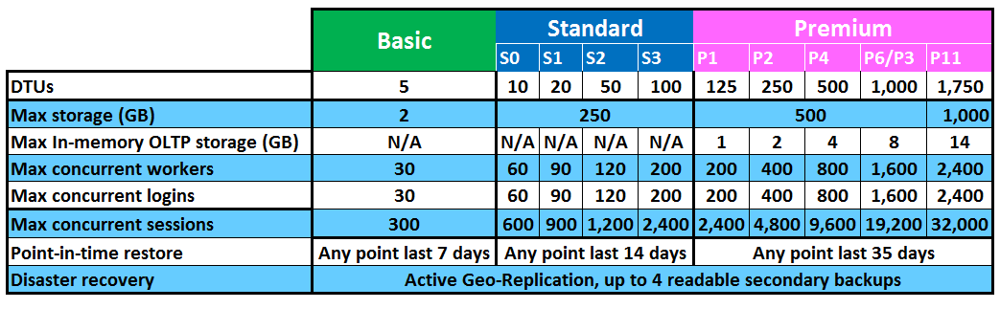 Basic Standard Premium
S0 S1 S2 S3 P1 P2 P4 P6/P3 P11
DTUs 5 10 20 50 100 125 250 500 1,000 1,750
Max storage (GB) 2 250 500 1,000
Max In-memory OLTP storage (GB) N/A N/A N/A N/A N/A 1 2 4 8 14
Max concurrent workers 30 60 90 120 200 200 400 800 1,600 2,400
Max concurrent logins 30 60 90 120 200 200 400 800 1,600 2,400
Max concurrent sessions 300 600 900 1,200 2,400 2,400 4,800 9,600 19,200 32,000
Point-in-time restore Any point last 7 days Any point last 14 days Any point last 35 days
Disaster recovery Active Geo-Replication, up to 4 readable secondary backups